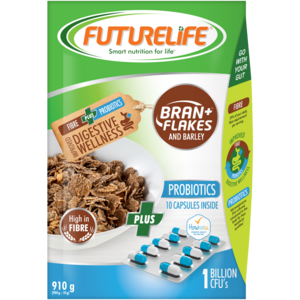 FUTURELIFE
Smart nutrition for life
FIBRE PLUS PROBIOTICS
DIGESTIVE
WELLNESS
BRAN+
FLAKES
AND BARLEY
GO
WITH
YOUR
GUT
FIBRE
PROBIOTICS
10 CAPSULES INSIDE
PLUS
High in
FIBRE
910 g
1 BILLION
CFU's